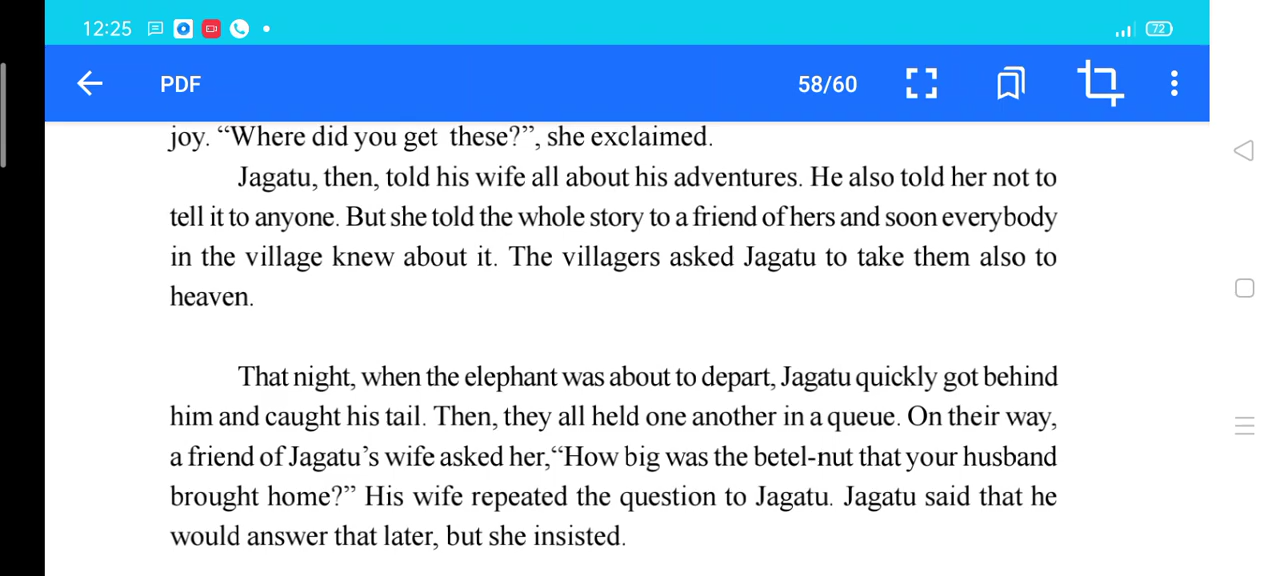 12:25
72
PDF
58/60
joy. “Where did you get these?”, she exclaimed.
Jagatu, then, told his wife all about his adventures. He also told her not to
tell it to anyone. But she told the whole story to a friend of hers and soon everybody
in the village knew about it. The villagers asked Jagatu to take them also to
heaven.
That night, when the elephant was about to depart, Jagatu quickly got behind
him and caught his tail. Then, they all held one another in a queue. On their way,
a friend of Jagatu’s wife asked her,“How big was the betel-nut that your husband
brought home?” His wife repeated the question to Jagatu. Jagatu said that he
would answer that later, but she insisted.